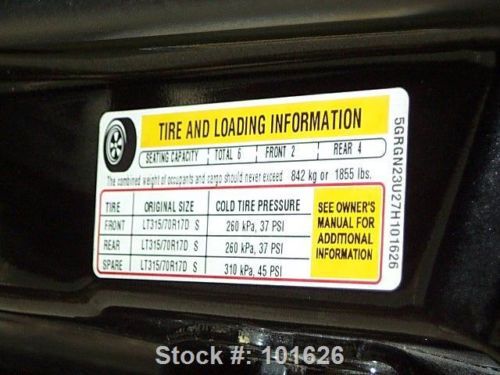 TIRE AND LOADING INFORMATION
SEATING CAPACITY TOTAL 6 FRONT 2 REAR 4
The combined weight of occupants and cargo should never exceed 842 kg or 1855 lbs.
TIRE ORIGINAL SIZE COLD TIRE PRESSURE
FRONT LT315/70R17D S 260 kPa, 37 PSI
REAR LT315/70R17D S 260 kPa, 37 PSI
SPARE LT315/70R17D S 310 kPa, 45 PSI
SEE OWNER'S
MANUAL FOR
ADDITIONAL
INFORMATION
5GRGN23U27H101626
Stock #: 101626